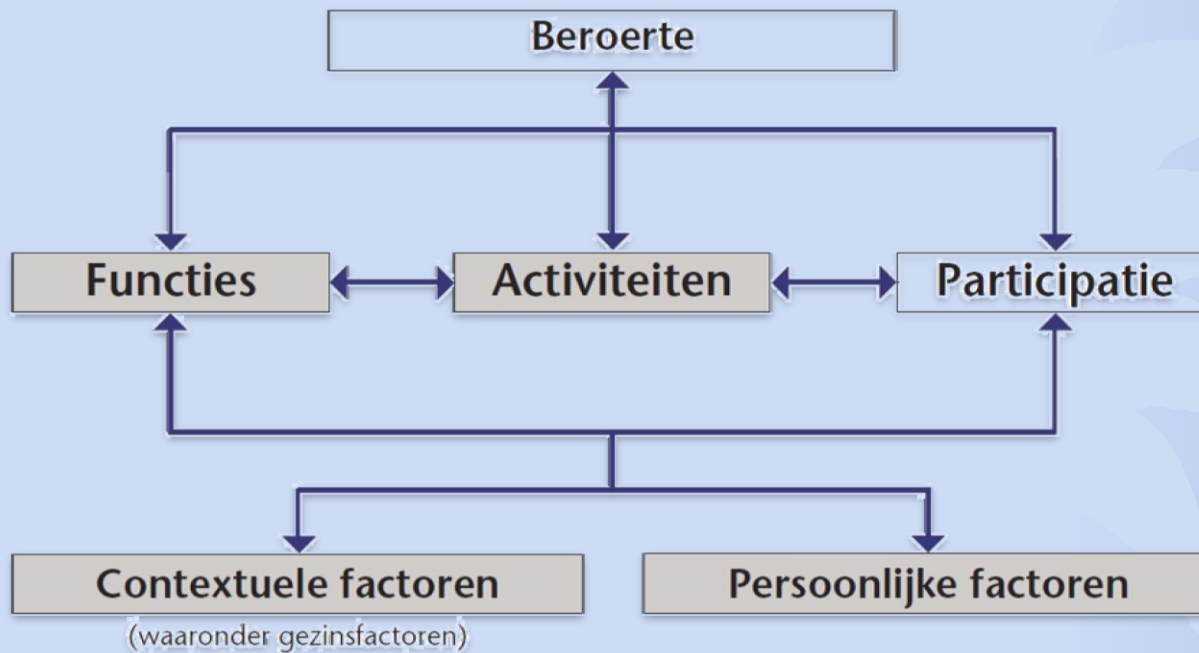 Beroerte
Functies
Activiteiten
Participatie
Contextuele factoren
(waaronder gezinsfactoren)
Persoonlijke factoren